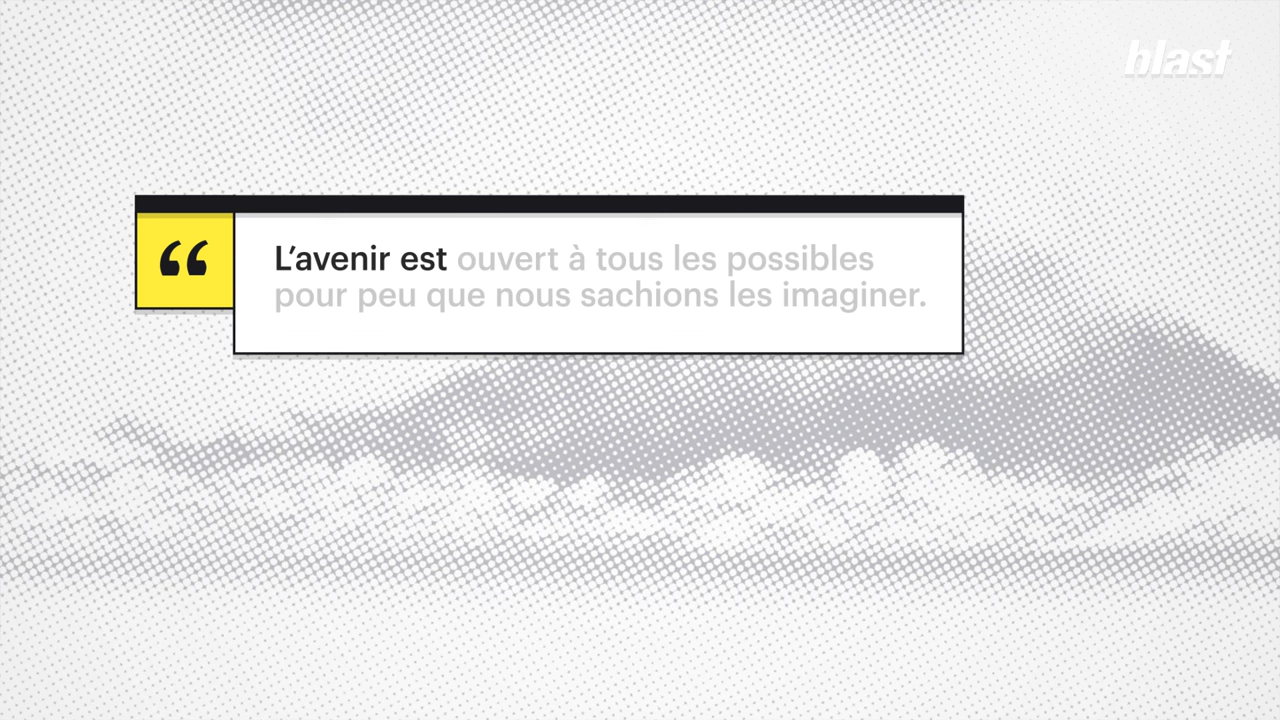 blast
“
L’avenir est ouvert à tous les possibles
pour peu que nous sachions les imaginer.